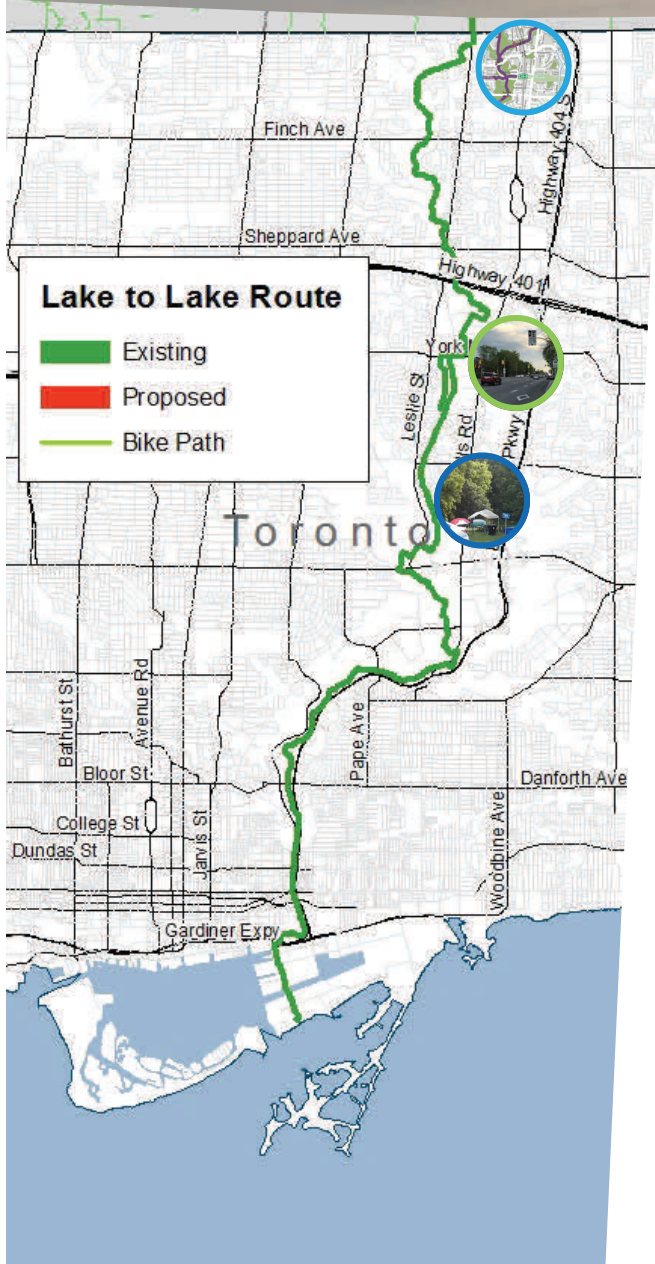 Finch Ave
Highway 404 S
Sheppard Ave
Highway 401
Lake to Lake Route
Existing
Proposed
Bike Path
York
Leslie St
ls Rd
Pkwy
Toronto
Bathurst St
Avenue Rd
Pape Ave
Bloor St
Danforth Ave
College St
Jarvis St
Woodbine Ave
Dundas St
Gardiner Expy